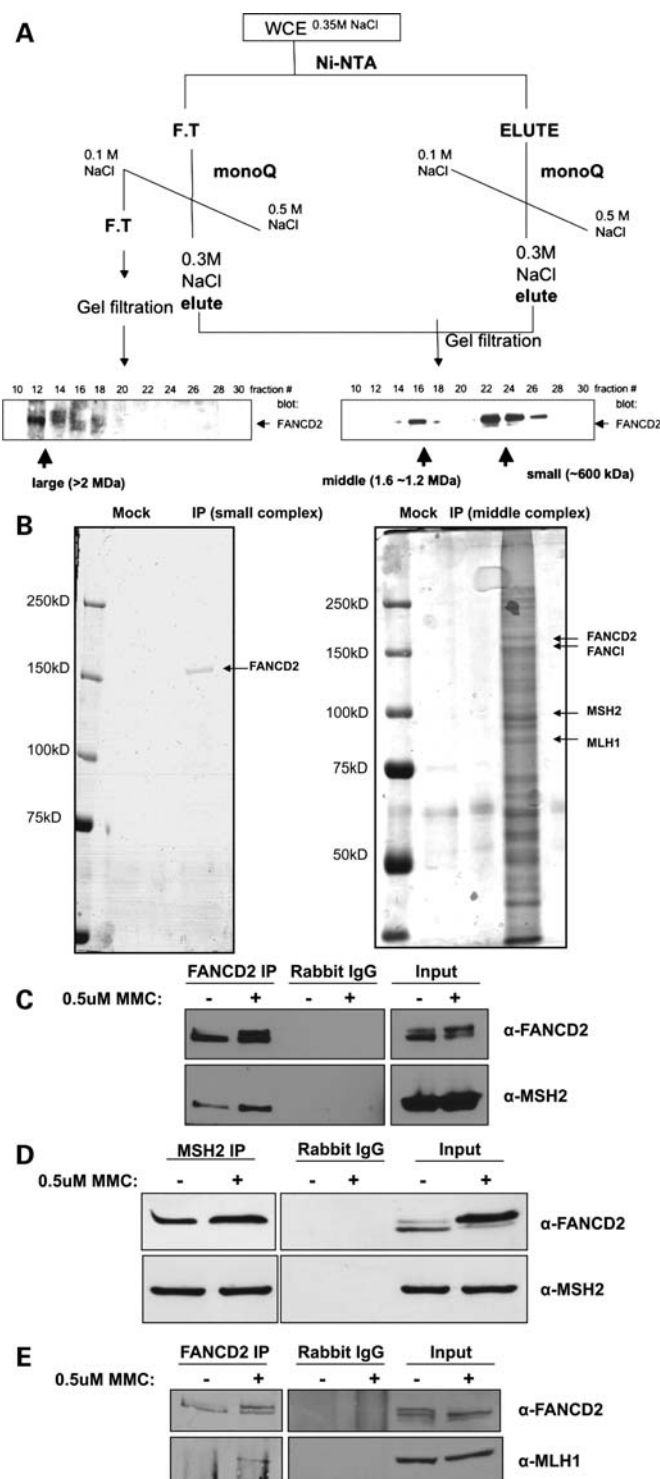 A
WCE 0.35M NaCl
Ni-NTA
F.T
ELUTE
0.1 M
NaCl
monoQ
0.5 M
NaCl
0.1 M
NaCl
monoQ
0.5 M
NaCl
F.T
0.3M
NaCl
elute
0.3M
NaCl
elute
Gel filtration
Gel filtration
10 12 14 16 18 20 22 24 26 28 30 fraction #
blot:
FANCD2
10 12 14 16 18 20 22 24 26 28 30 fraction #
blot:
FANCD2
large (>2 MDa)
middle (1.6 ~1.2 MDa)
small (~600 kDa)
B
Mock IP (small complex)
250kD
150kD
100kD
75kD
FANCD2
Mock IP (middle complex)
250kD
150kD
100kD
75kD
50kD
FANCD2
FANCI
MSH2
MLH1
C
FANCD2 IP Rabbit IgG Input
0.5uM MMC: - + - + - +
α-FANCD2
α-MSH2
D
MSH2 IP Rabbit IgG Input
0.5uM MMC: - + - + - +
α-FANCD2
α-MSH2
E
FANCD2 IP Rabbit IgG Input
0.5uM MMC: - + - + - +
α-FANCD2
α-MLH1